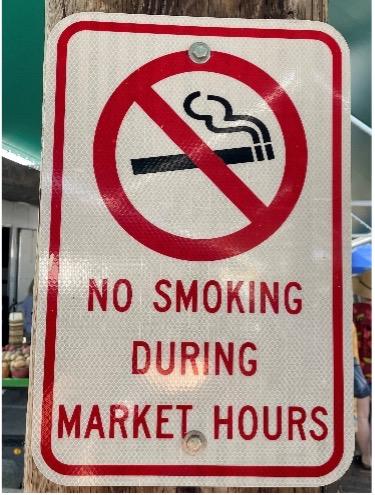 NO SMOKING
DURING
MARKET HOURS